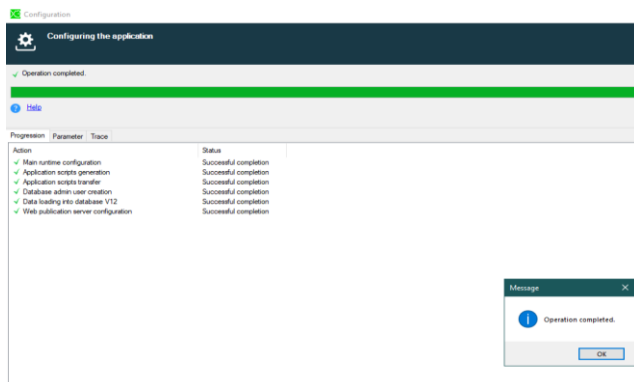 Configuration
Configuring the application
Operation completed.
Help
Progression Parameter Trace
Action Status
Main runtime configuration Successful completion
Application scripts generation Successful completion
Application scripts transfer Successful completion
Database admin user creation Successful completion
Data loading into database V12 Successful completion
Web publication server configuration Successful completion
Message
Operation completed.
OK